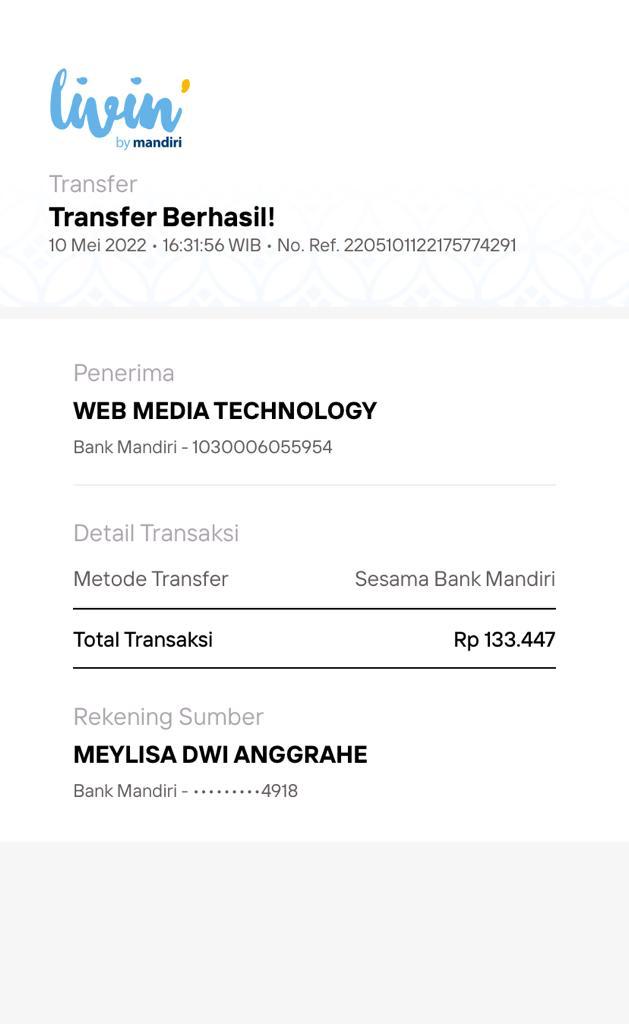 livin'
by mandiri
Transfer
Transfer Berhasil!
10 Mei 2022 • 16:31:56 WIB • No. Ref. 2205101122175774291
Penerima
WEB MEDIA TECHNOLOGY
Bank Mandiri - 1030006055954
Detail Transaksi
Metode Transfer Sesama Bank Mandiri
Total Transaksi Rp 133.447
Rekening Sumber
MEYLISA DWI ANGGRAHE
Bank Mandiri - •••••••••4918